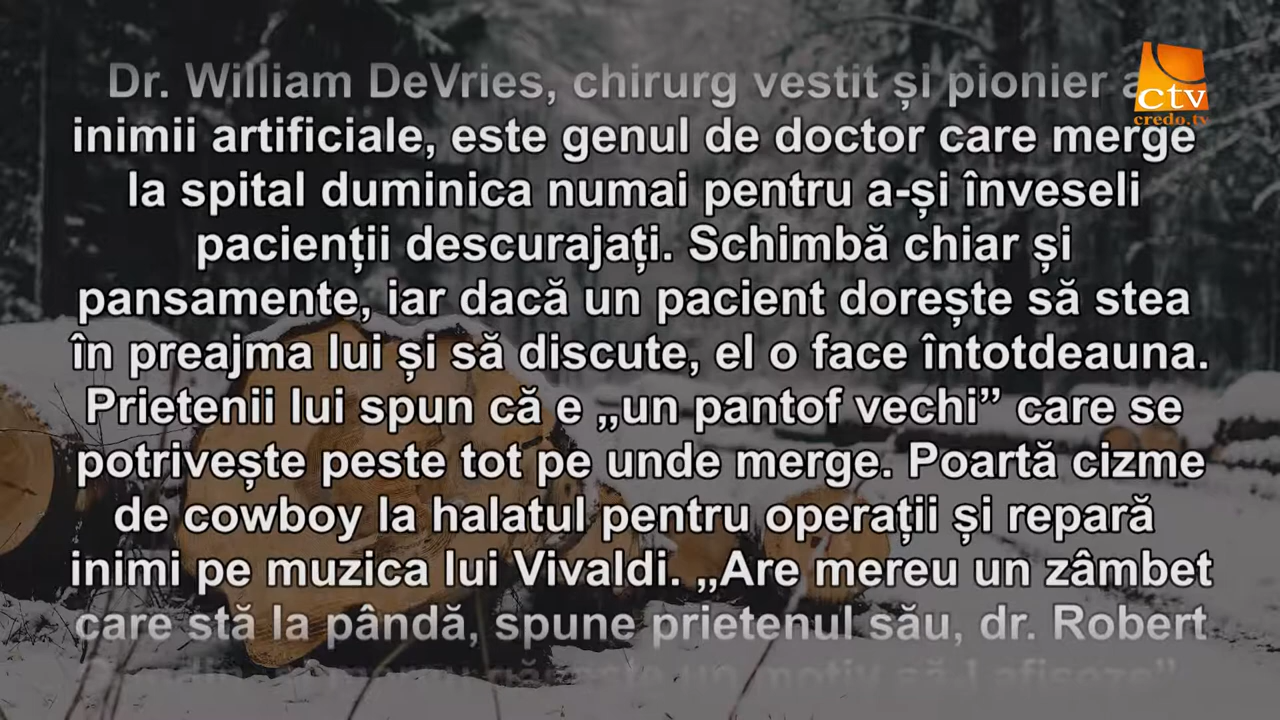 Dr. William DeVries, chirurg vestit și pionier
inimii artificiale, este genul de doctor care merge
la spital duminica numai pentru a-și înveseli
pacienții descurajați. Schimbă chiar și
pansamente, iar dacă un pacient dorește să stea
în preajma lui și să discute, el o face întotdeauna.
Prietenii lui spun că e „un pantof vechi” care se
potrivește peste tot pe unde merge. Poartă cizme
de cowboy la halatul pentru operații și repară
inimi pe muzica lui Vivaldi. „Are mereu un zâmbet
care stă la pândă, spune prietenul său, dr. Robert
un motiv să-l afișeze”
ctv
credo.tv